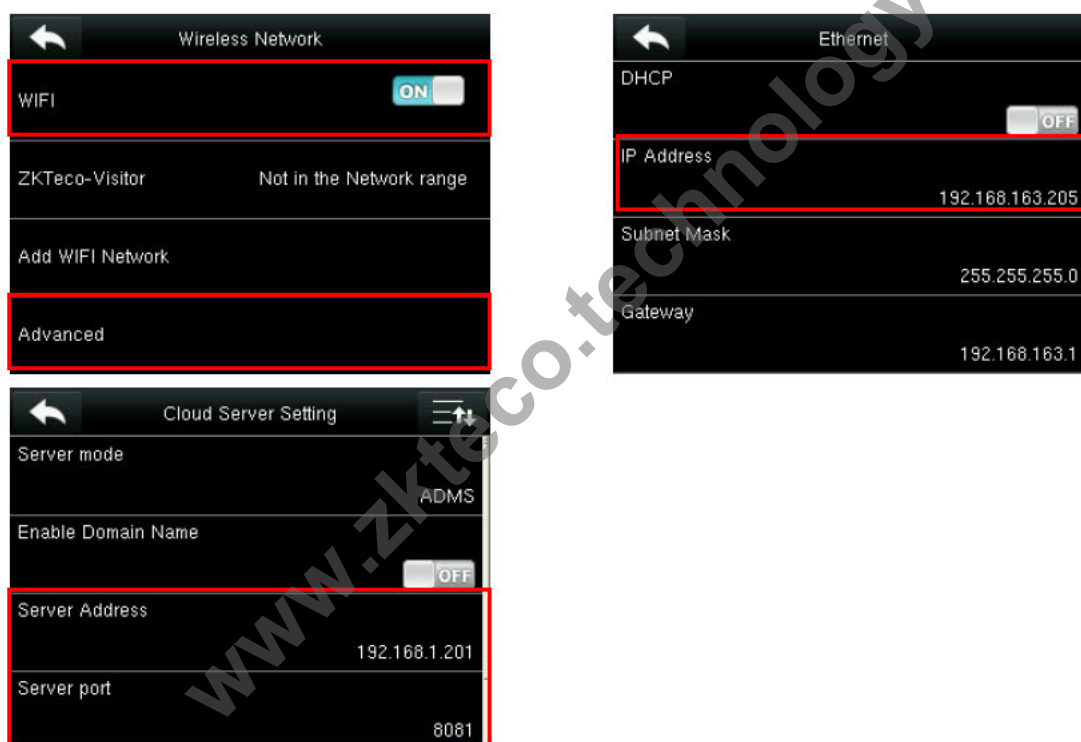 Wireless Network
WIFI
ON
ZKTeco-Visitor Not in the Network range
Add WIFI Network
Advanced
Ethernet
DHCP
OFF
IP Address
192.168.163.205
Subnet Mask
255.255.255.0
Gateway
192.168.163.1
Cloud Server Setting
Server mode
ADMS
Enable Domain Name
OFF
Server Address
192.168.1.201
Server port
8081
www.zkteco.technology